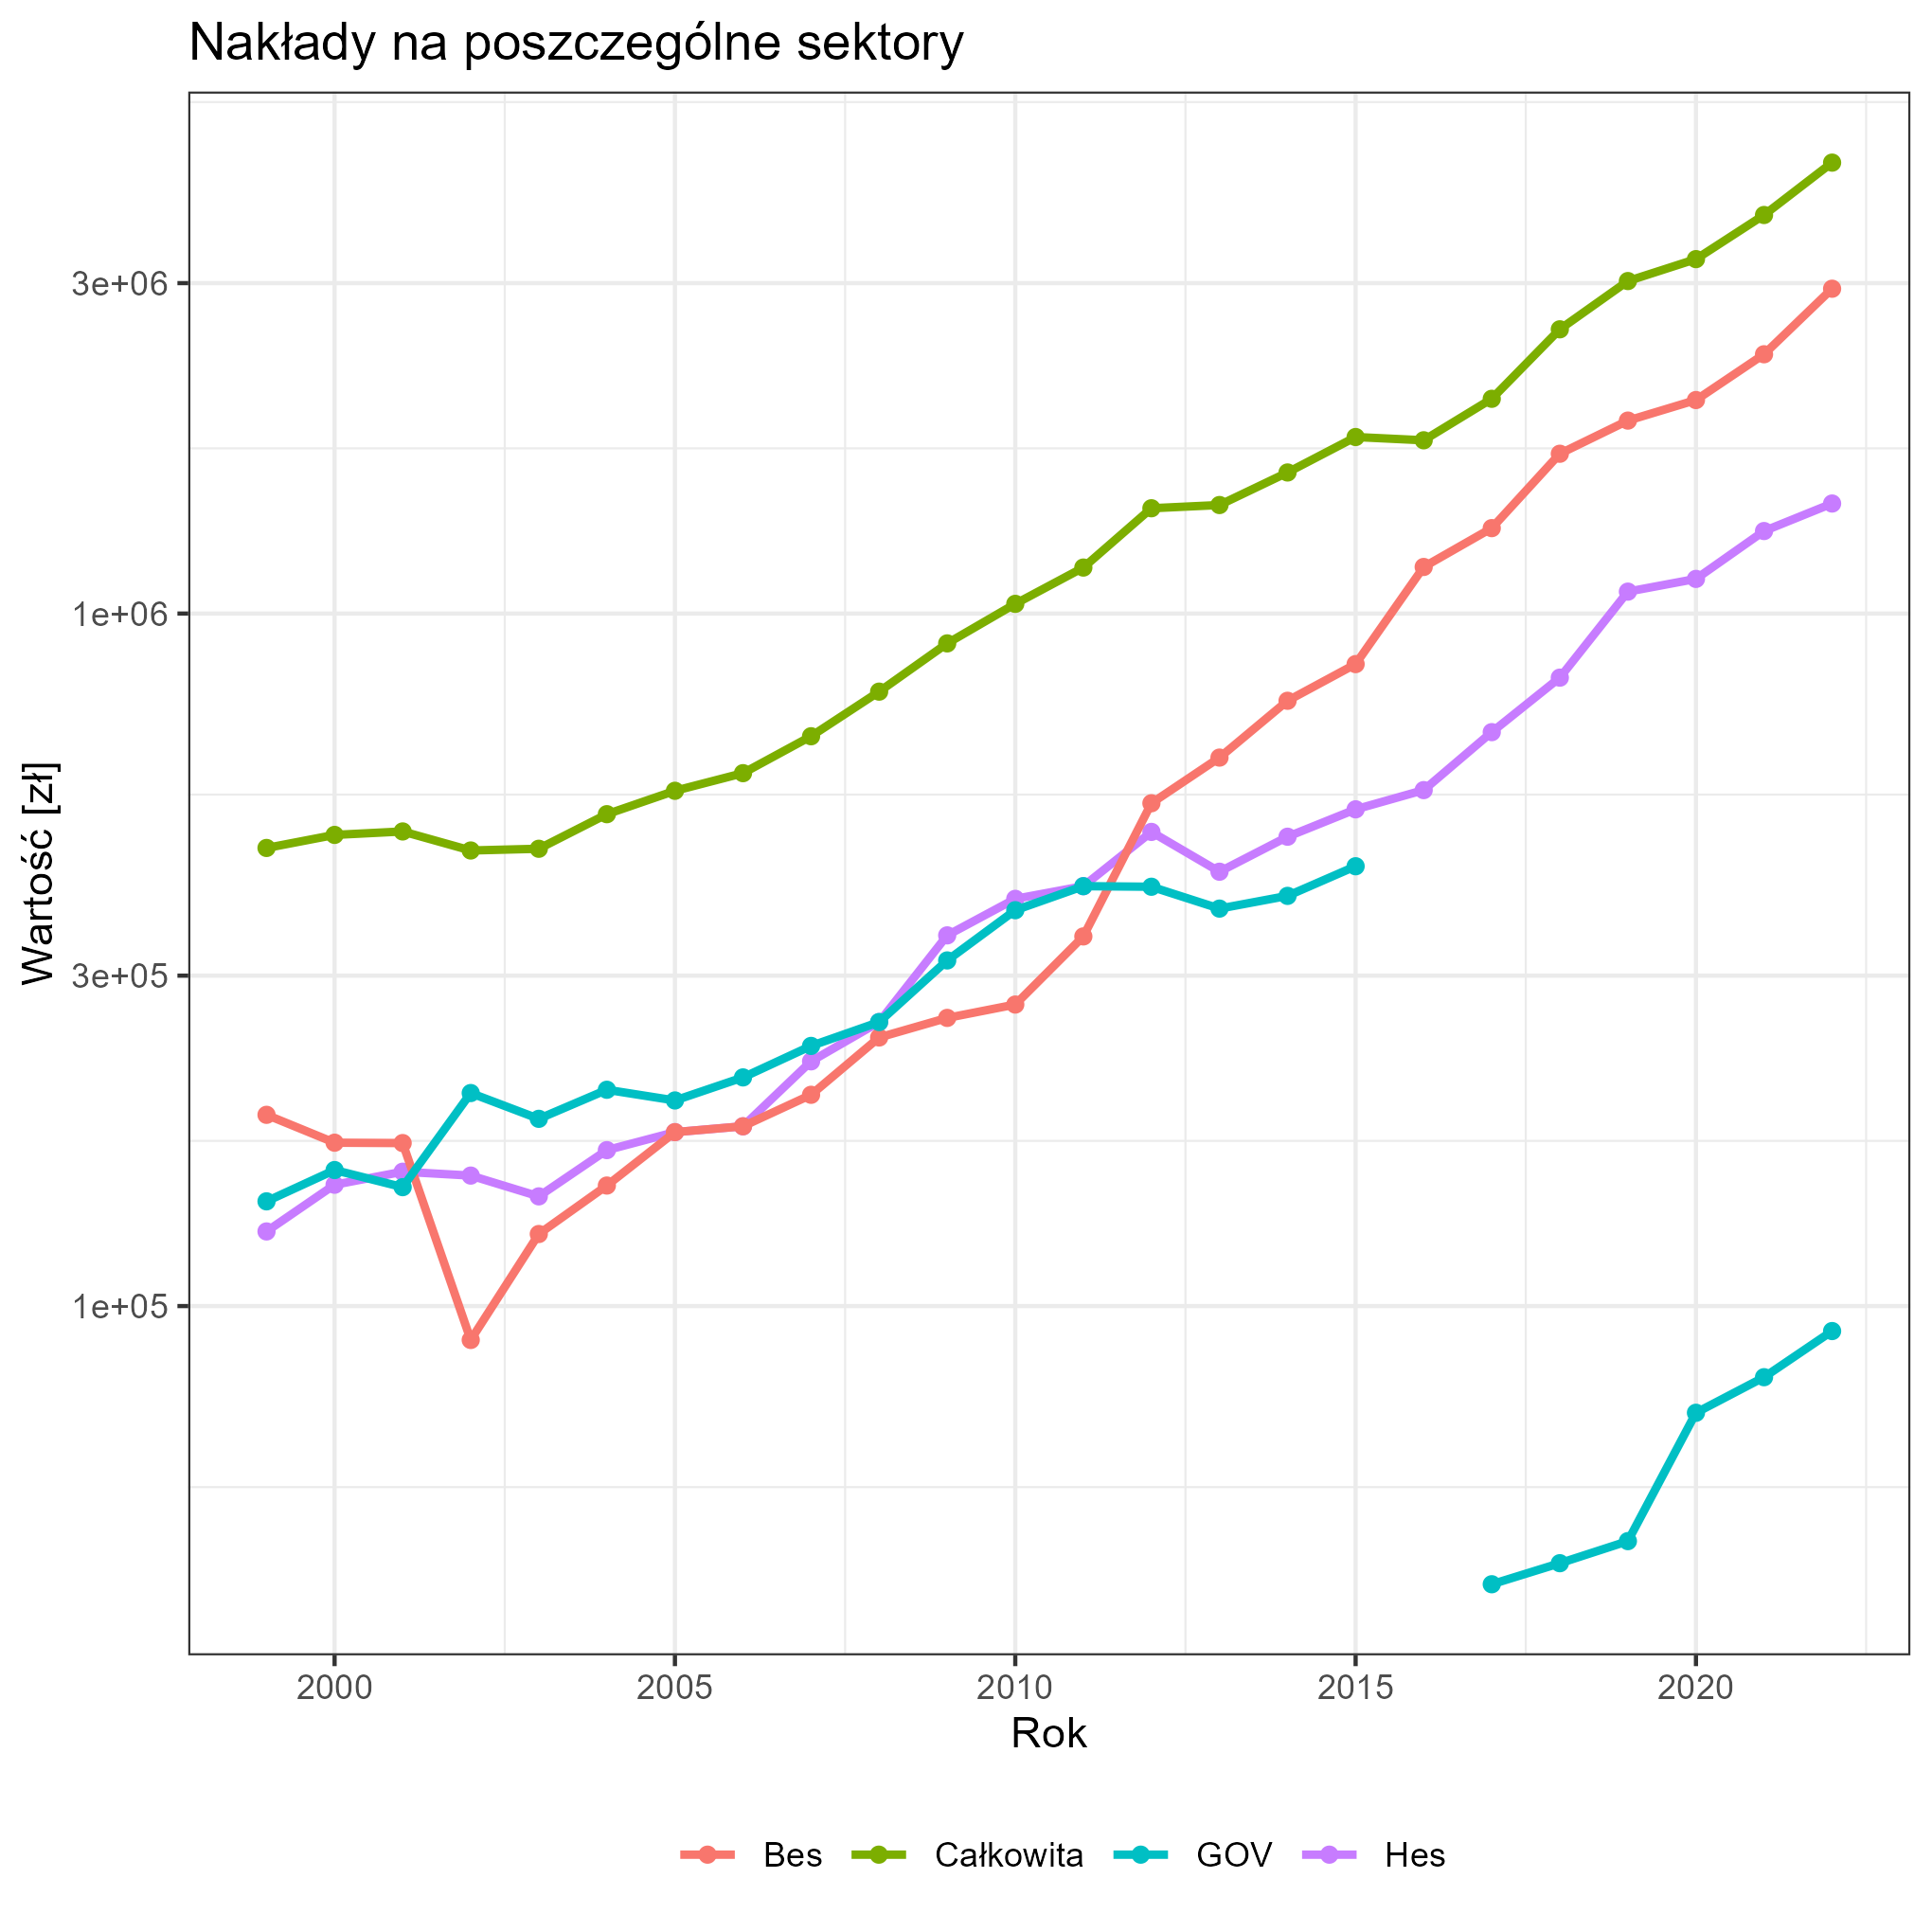 Nakłady na poszczególne sektory
Wartość [zł]
3e+06
1e+06
3e+05
1e+05
2000 2005 2010 2015 2020
Rok
Bes Całkowita GOV Hes